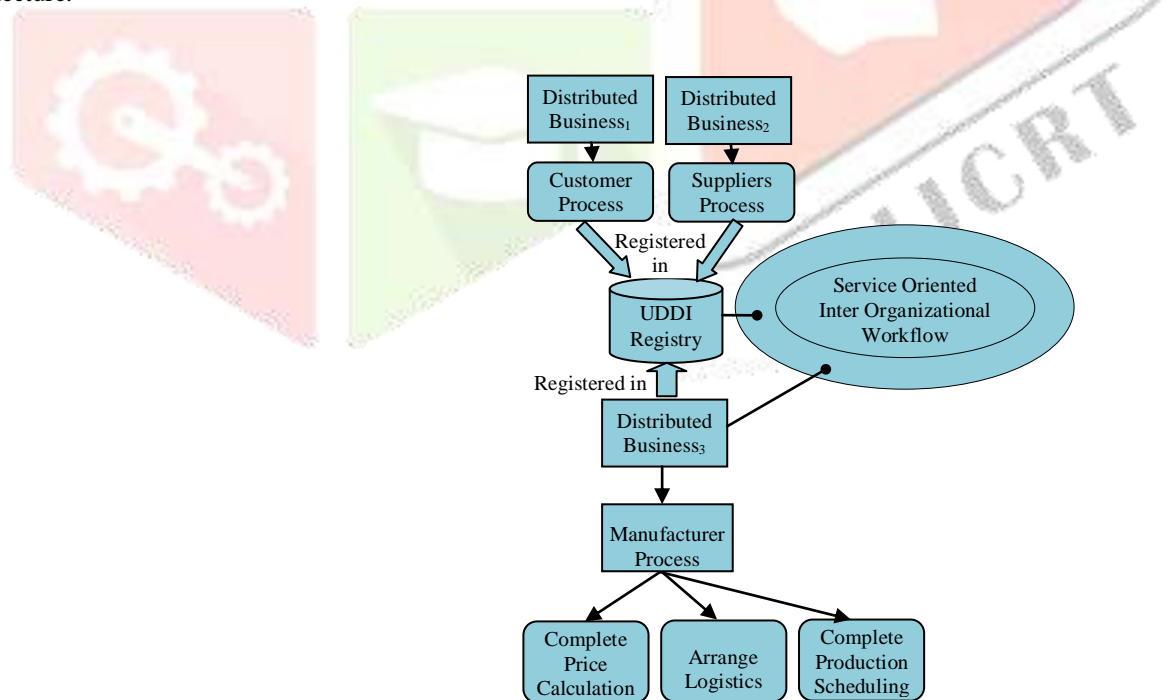 Distributed
Business₁
Distributed
Business₂
Customer
Process
Suppliers
Process
Registered
in
UDDI
Registry
Service Oriented
Inter Organizational
Workflow
Registered in
Distributed
Business₃
Manufacturer
Process
Complete
Price
Calculation
Arrange
Logistics
Complete
Production
Scheduling